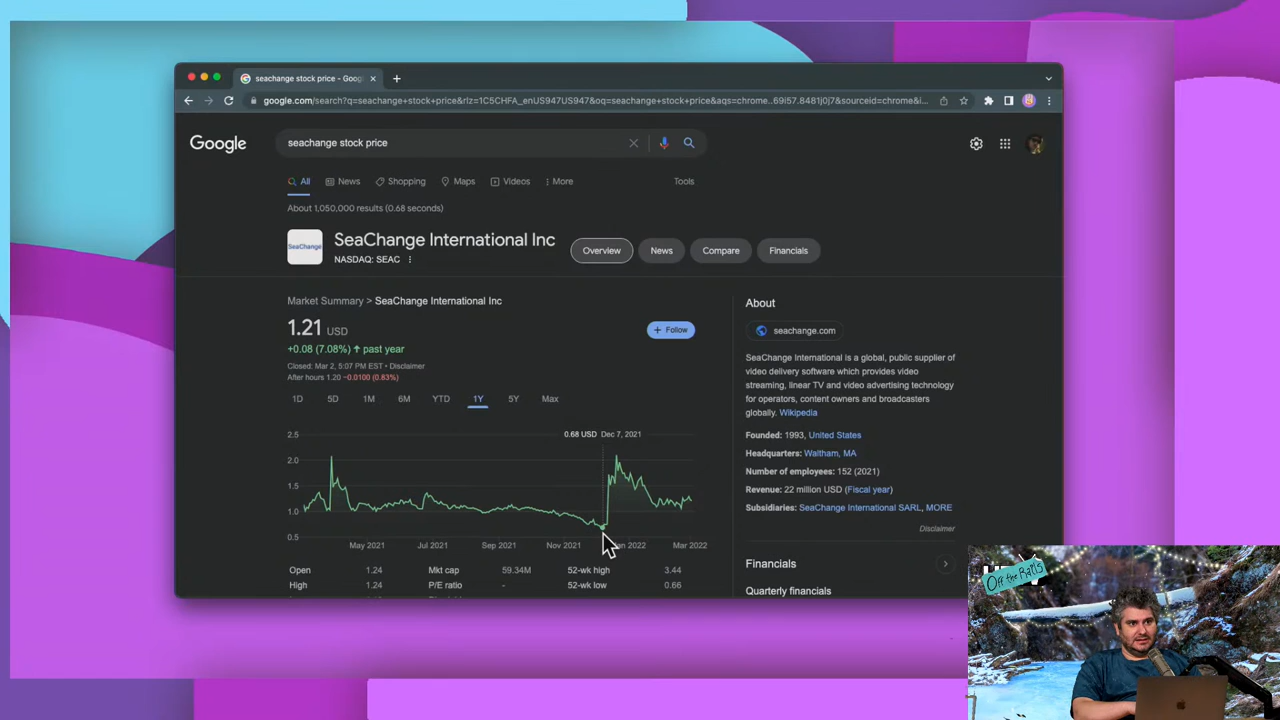 seachange stock price - Goog
google.com/search?q=seachange+stock+price&rlz=1C5CHFA_enUS947US947&oq=seachange+stock+price&aqs=chrome..69i57.8481j0j7&sourceid=chrome&i...
Google
seachange stock price
All News Shopping Maps Videos More Tools
About 1,050,000 results (0.68 seconds)
SeaChange
SeaChange International Inc
NASDAQ: SEAC
Overview News Compare Financials
Market Summary > SeaChange International Inc
1.21 USD
+ Follow
+0.08 (7.08%) ↑ past year
Closed: Mar 2, 5:07 PM EST • Disclaimer
After hours 1.20 −0.0100 (0.83%)
1D 5D 1M 6M YTD 1Y 5Y Max
0.68 USD Dec 7, 2021
2.5
2.0
1.5
1.0
0.5
May 2021 Jul 2021 Sep 2021 Nov 2021 Jan 2022 Mar 2022
Open 1.24 Mkt cap 59.34M 52-wk high 3.44
High 1.24 P/E ratio - 52-wk low 0.66
About
seachange.com
SeaChange International is a global, public supplier of
video delivery software which provides video
streaming, linear TV and video advertising technology
for operators, content owners and broadcasters
globally. Wikipedia
Founded: 1993, United States
Headquarters: Waltham, MA
Number of employees: 152 (2021)
Revenue: 22 million USD (Fiscal year)
Subsidiaries: SeaChange International SARL, MORE
Disclaimer
Financials
Quarterly financials
Off the Rails